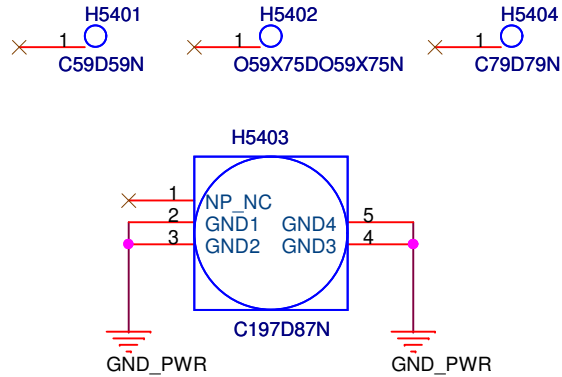 H5401 H5402 H5404
1 1 1
C59D59N O59X75DO59X75N C79D79N
H5403
1 NP_NC
2 GND1 GND4 5
3 GND2 GND3 4
C197D87N
GND_PWR GND_PWR